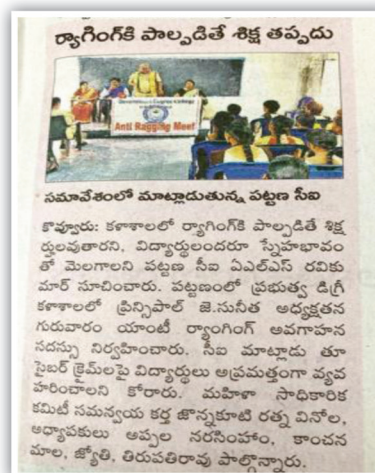 ర్యాగింగ్‌కి పాల్పడితే శిక్ష తప్పదు
Government Degree College
Anti Ragging Meet
సమావేశంలో మాట్లాడుతున్న పట్టణ సీఐ
కొవ్వూరు: కళాశాలలో ర్యాగింగ్‌కి పాల్పడితే శిక్ష
ర్హులవుతారని, విద్యార్థులందరూ స్నేహభావం
తో మెలగాలని పట్టణ సీఐ ఏఎల్ఎస్ రవికు
మార్ సూచించారు. పట్టణంలో ప్రభుత్వ డిగ్రీ
కళాశాలలో ప్రిన్సిపాల్ జె.సునీత అధ్యక్షతన
గురువారం యాంటీ ర్యాంగింగ్ అవగాహన
సదస్సు నిర్వహించారు. సీఐ మాట్లాడు తూ
సైబర్ క్రైమ్‌లపై విద్యార్థులు అప్రమత్తంగా వ్యవ
హరించాలని కోరారు. మహిళా సాధికారిక
కమిటీ సమన్వయ కర్త జొన్నకూటి రత్న వినోల,
అధ్యాపకులు అప్పల నరసింహాం, కాంచన
మాల, జ్యోతి, తిరుపతిరావు పాల్గొన్నారు.